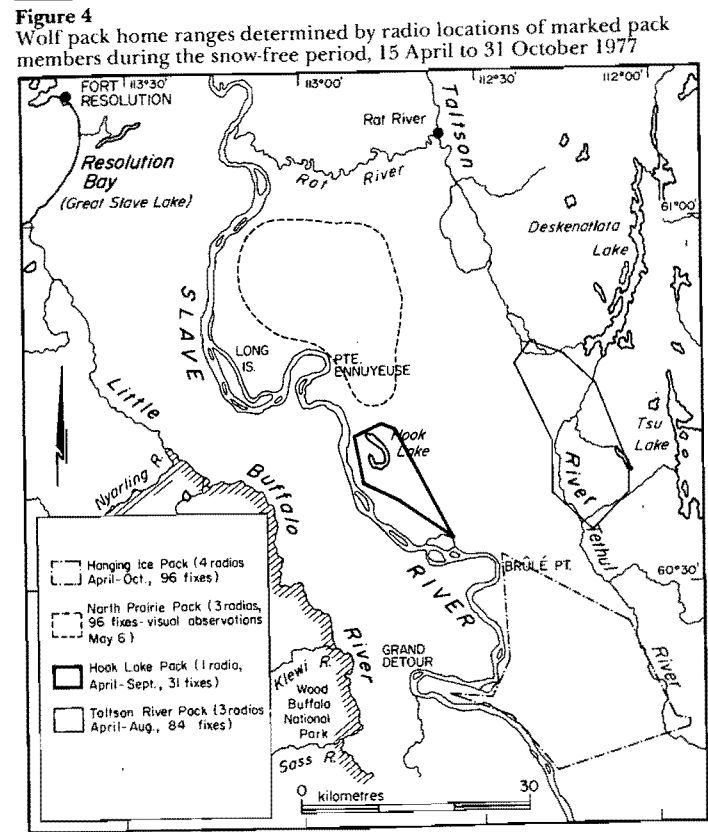 Figure 4
Wolf pack home ranges determined by radio locations of marked pack
members during the snow-free period, 15 April to 31 October 1977
FORT
RESOLUTION
113°30'
113°00'
112°30'
112°00'
Resolution
Bay
(Great Slave Lake)
Rat River
Rat River
Taltson
61°00'
Deskenatlata
Lake
SLAVE
LONG
IS.
PTE.
ENNUYEUSE
Little
Hook
Lake
Tsu
Lake
River
Nyarling R.
Buffalo
Tethul
60°30'
BRÛLÉ PT.
RIVER
River
GRAND
DETOUR
River
Klewi R.
Wood
Buffalo
National
Park
Sass R.
Hanging Ice Pack (4 radios
April-Oct., 96 fixes)
North Prairie Pack (3 radios,
96 fixes-visual observations
May 6)
Hook Lake Pack (1 radio,
April-Sept., 31 fixes)
Taltson River Pack (3 radios
April-Aug., 84 fixes)
0 kilometres 30